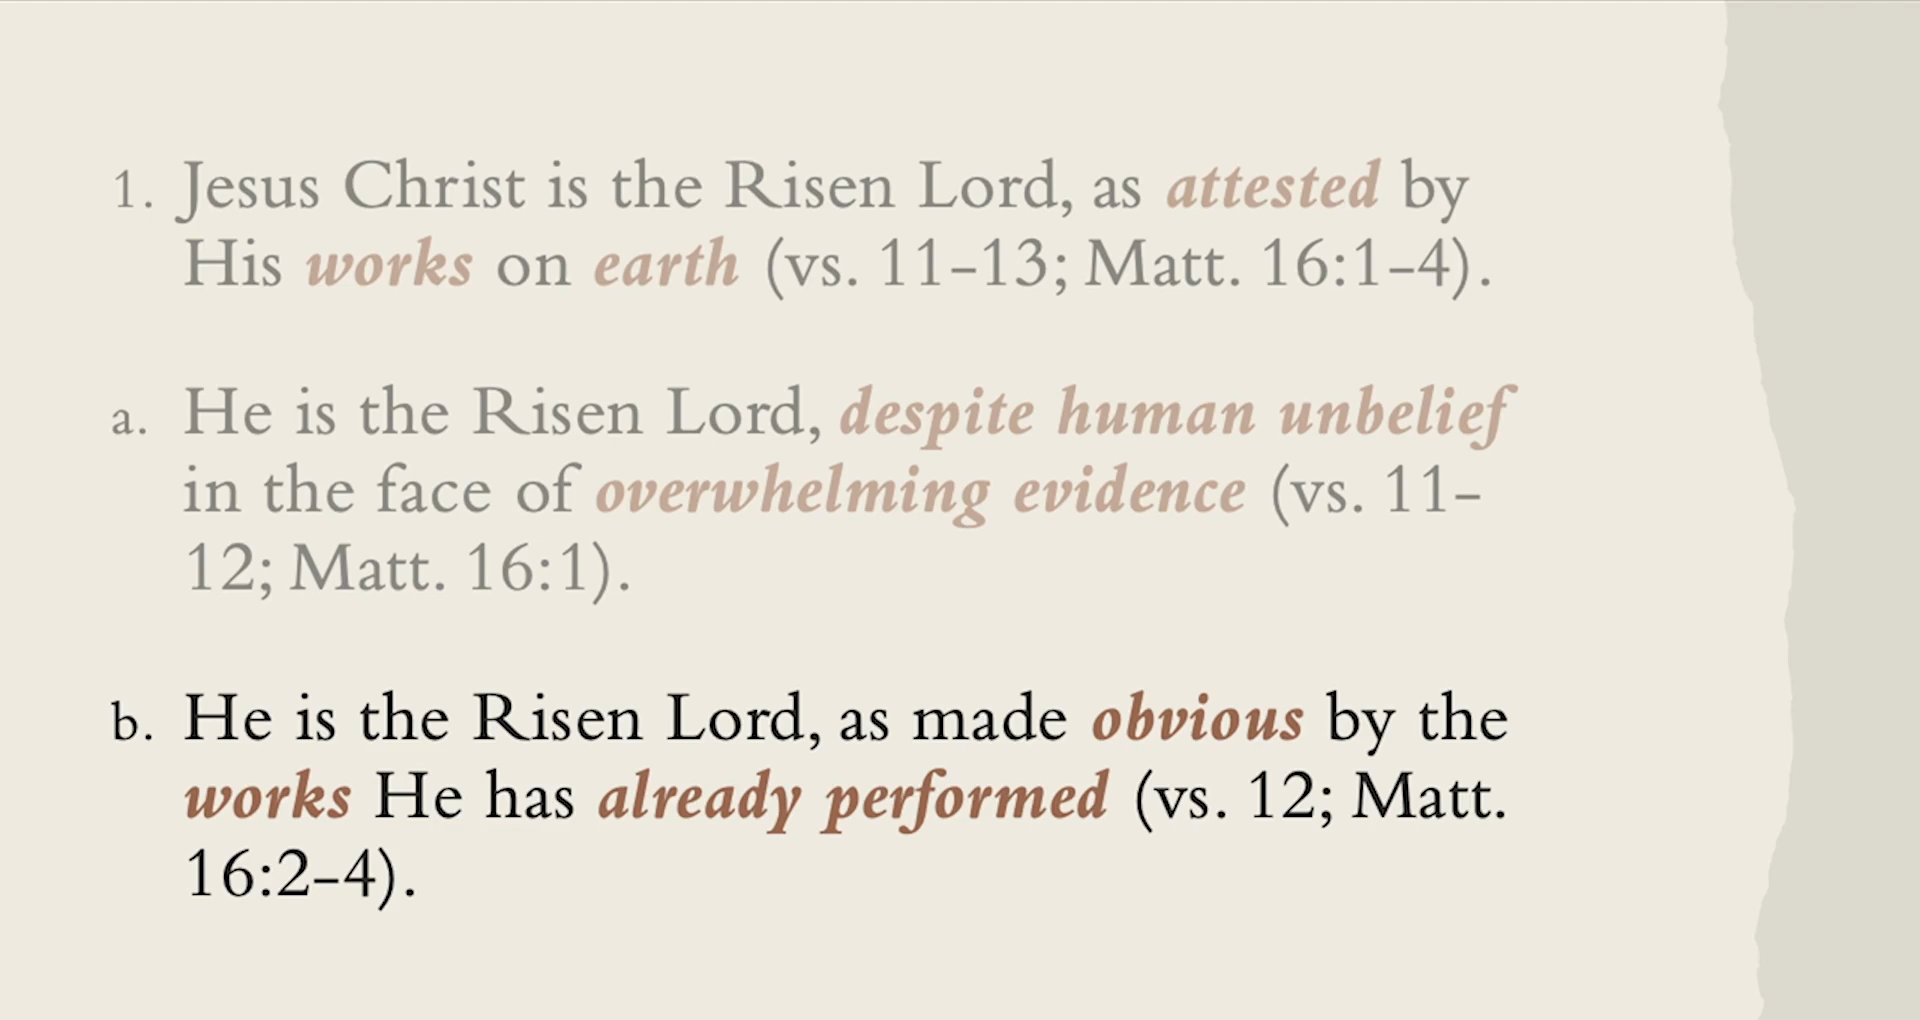 1. Jesus Christ is the Risen Lord, as attested by
His works on earth (vs. 11–13; Matt. 16:1–4).
a. He is the Risen Lord, despite human unbelief
in the face of overwhelming evidence (vs. 11–
12; Matt. 16:1).
b. He is the Risen Lord, as made obvious by the
works He has already performed (vs. 12; Matt.
16:2–4).